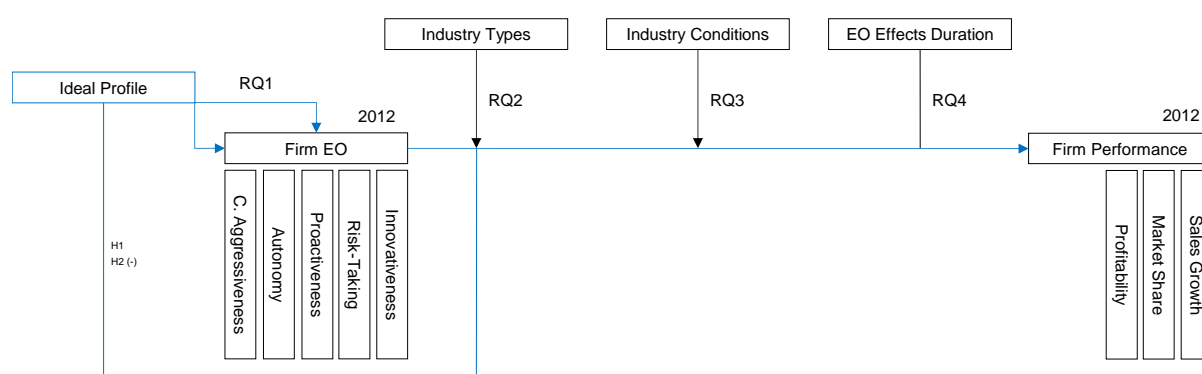 Industry Types
Industry Conditions
EO Effects Duration
Ideal Profile
RQ1
RQ2
RQ3
RQ4
2012
2012
Firm EO
Firm Performance
C. Aggressiveness
Autonomy
Proactiveness
Risk-Taking
Innovativeness
Profitability
Market Share
Sales Growth
H1
H2 (-)